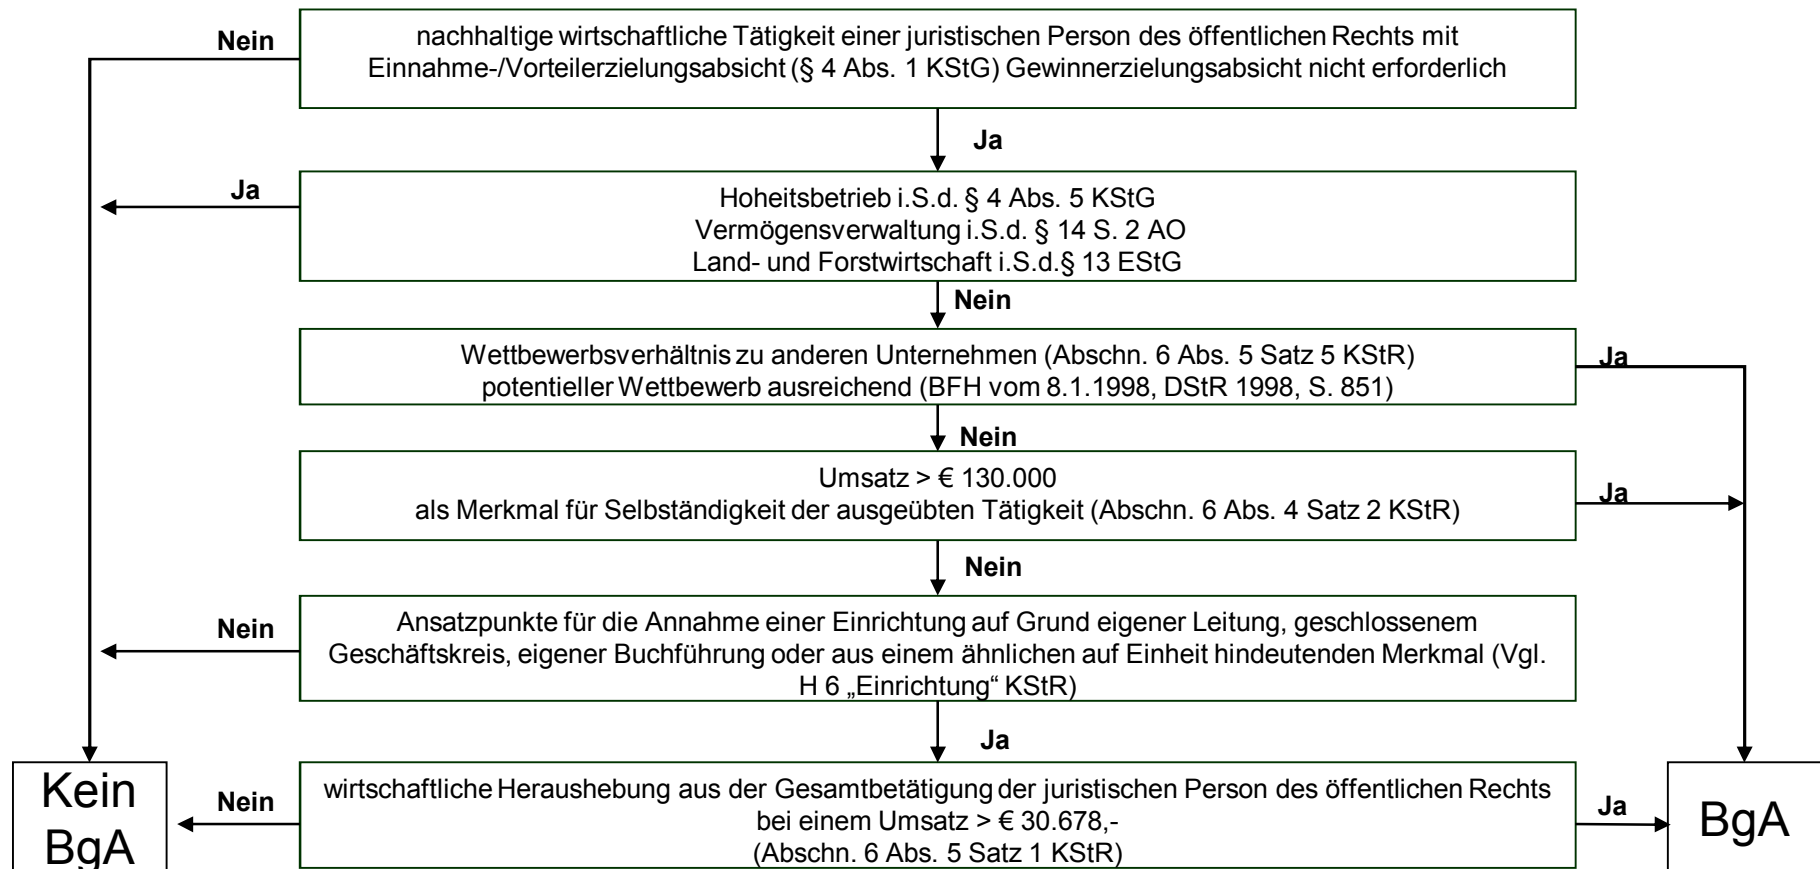 Nein
nachhaltige wirtschaftliche Tätigkeit einer juristischen Person des öffentlichen Rechts mit
Einnahme-/Vorteilerzielungsabsicht (§ 4 Abs. 1 KStG) Gewinnerzielungsabsicht nicht erforderlich
Ja
Ja
Hoheitsbetrieb i.S.d. § 4 Abs. 5 KStG
Vermögensverwaltung i.S.d. § 14 S. 2 AO
Land- und Forstwirtschaft i.S.d.§ 13 EStG
Nein
Wettbewerbsverhältnis zu anderen Unternehmen (Abschn. 6 Abs. 5 Satz 5 KStR)
potentieller Wettbewerb ausreichend (BFH vom 8.1.1998, DStR 1998, S. 851)
Ja
Nein
Umsatz > € 130.000
als Merkmal für Selbständigkeit der ausgeübten Tätigkeit (Abschn. 6 Abs. 4 Satz 2 KStR)
Ja
Nein
Nein
Ansatzpunkte für die Annahme einer Einrichtung auf Grund eigener Leitung, geschlossenem
Geschäftskreis, eigener Buchführung oder aus einem ähnlichen auf Einheit hindeutenden Merkmal (Vgl.
H 6 „Einrichtung“ KStR)
Ja
Kein
BgA
Nein
wirtschaftliche Heraushebung aus der Gesamtbetätigung der juristischen Person des öffentlichen Rechts
bei einem Umsatz > € 30.678,-
(Abschn. 6 Abs. 5 Satz 1 KStR)
Ja
BgA